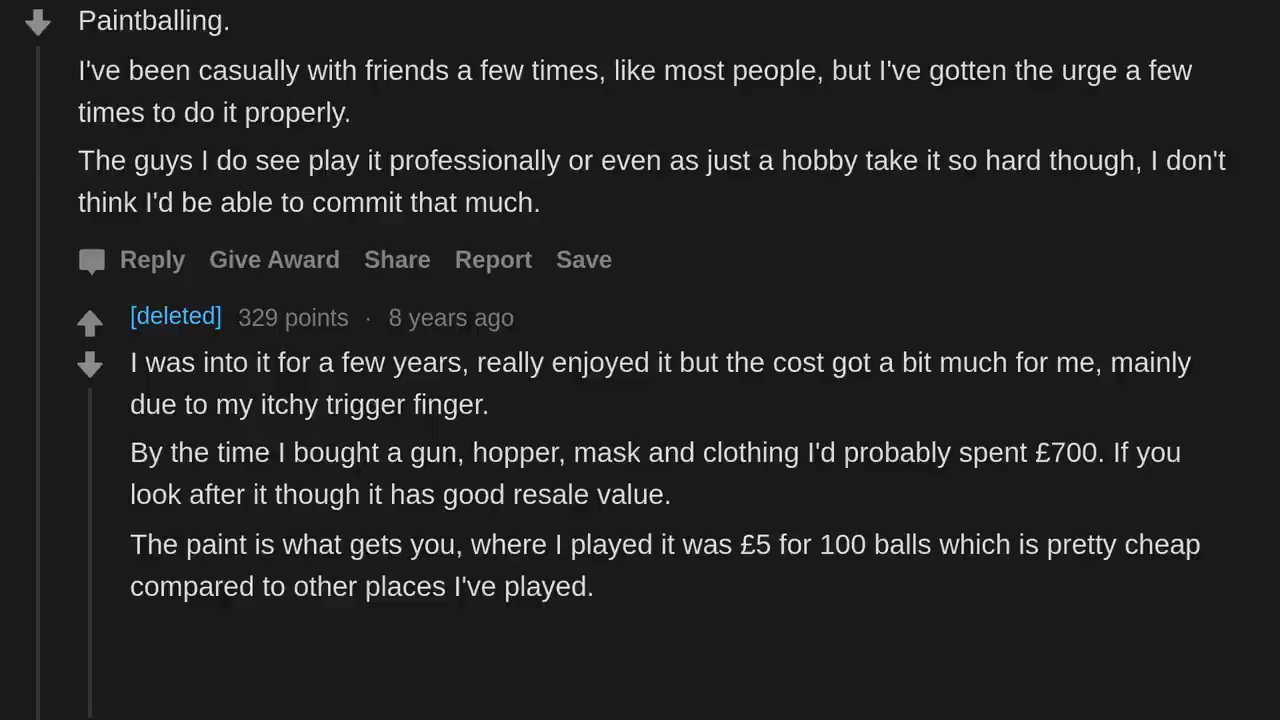 Paintballing.
I've been casually with friends a few times, like most people, but I've gotten the urge a few
times to do it properly.
The guys I do see play it professionally or even as just a hobby take it so hard though, I don't
think I'd be able to commit that much.
Reply Give Award Share Report Save
[deleted] 329 points · 8 years ago
I was into it for a few years, really enjoyed it but the cost got a bit much for me, mainly
due to my itchy trigger finger.
By the time I bought a gun, hopper, mask and clothing I'd probably spent £700. If you
look after it though it has good resale value.
The paint is what gets you, where I played it was £5 for 100 balls which is pretty cheap
compared to other places I've played.